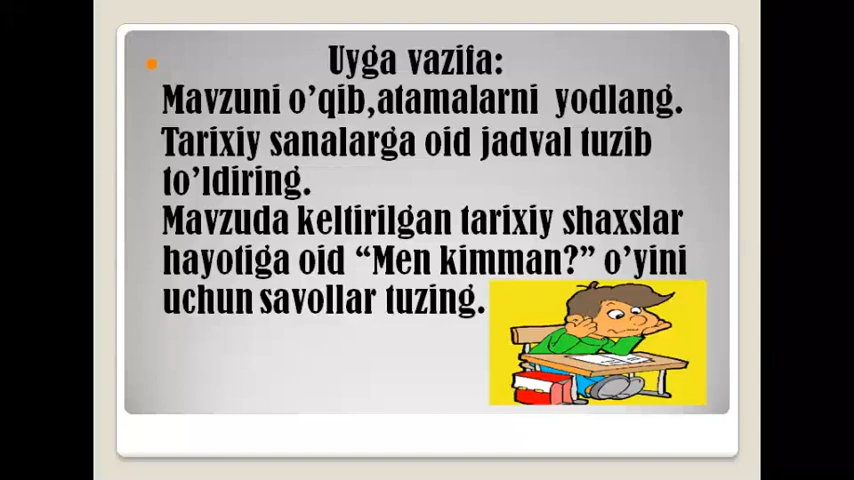 Uyga vazifa:
Mavzuni o’qib,atamalarni yodlang.
Tarixiy sanalarga oid jadval tuzib
to’ldiring.
Mavzuda keltirilgan tarixiy shaxslar
hayotiga oid “Men kimman?” o’yini
uchun savollar tuzing.